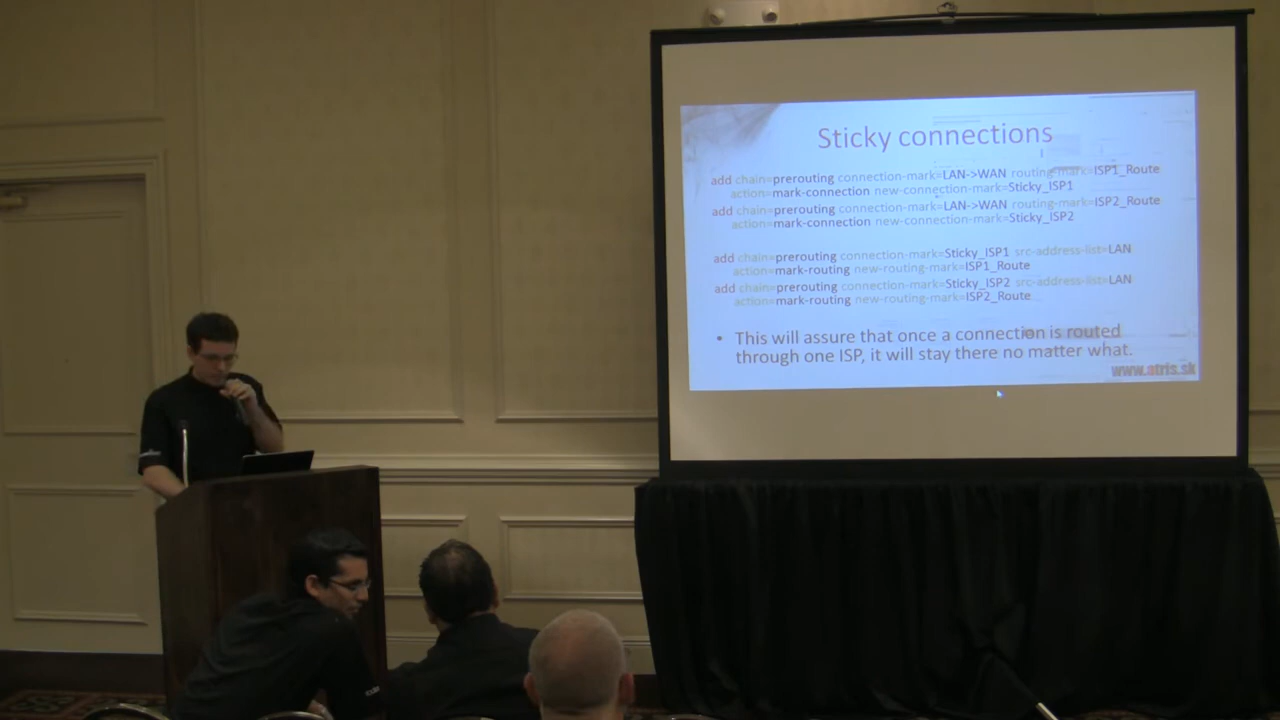 Sticky connections
add chain=prerouting connection-mark=LAN->WAN routing-mark=ISP1_Route
action=mark-connection new-connection-mark=Sticky_ISP1
add chain=prerouting connection-mark=LAN->WAN routing-mark=ISP2_Route
action=mark-connection new-connection-mark=Sticky_ISP2
add chain=prerouting connection-mark=Sticky_ISP1 src-address-list=LAN
action=mark-routing new-routing-mark=ISP1_Route
add chain=prerouting connection-mark=Sticky_ISP2 src-address-list=LAN
action=mark-routing new-routing-mark=ISP2_Route
• This will assure that once a connection is routed
through one ISP, it will stay there no matter what.
www.atris.sk